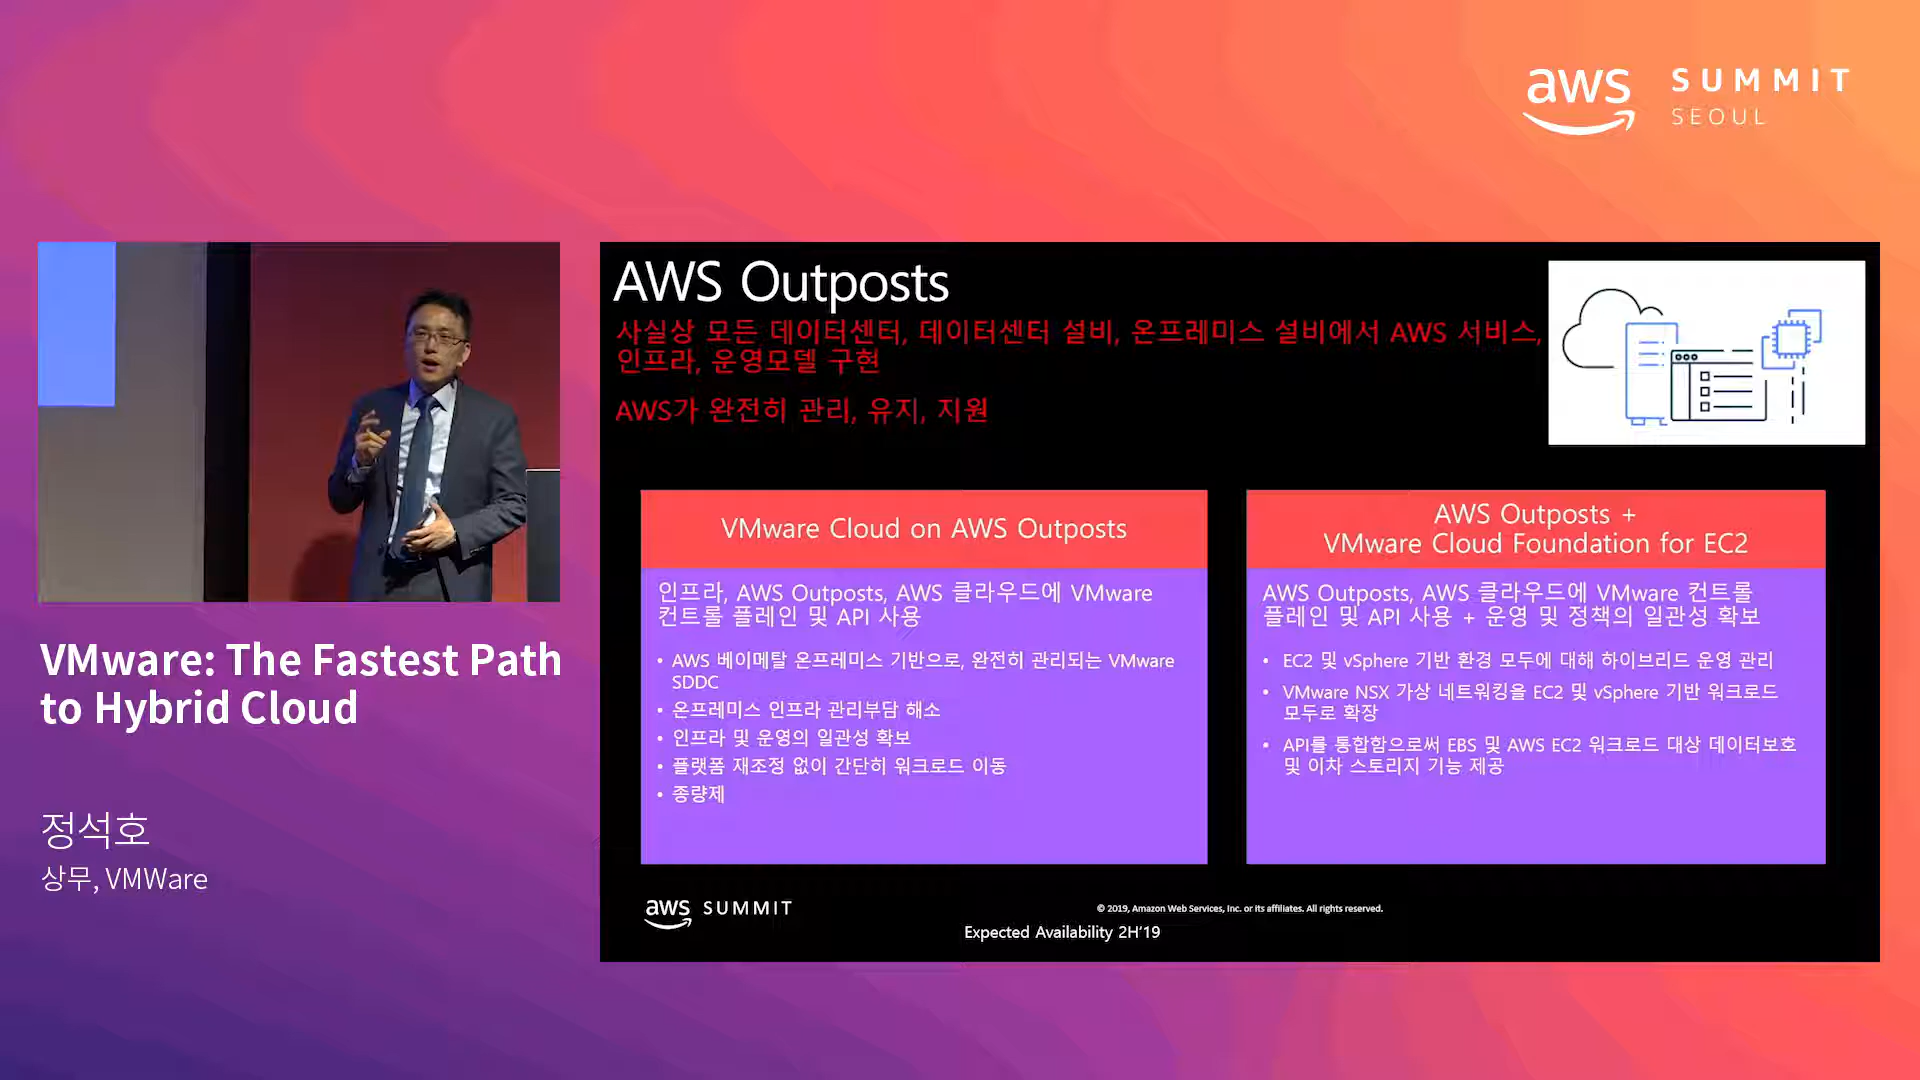 aws SUMMIT
SEOUL
AWS Outposts
사실상 모든 데이터센터, 데이터센터 설비, 온프레미스 설비에서 AWS 서비스,
인프라, 운영모델 구현
AWS가 완전히 관리, 유지, 지원
VMware Cloud on AWS Outposts
인프라, AWS Outposts, AWS 클라우드에 VMware
컨트롤 플레인 및 API 사용
• AWS 베이메탈 온프레미스 기반으로, 완전히 관리되는 VMware
SDDC
• 온프레미스 인프라 관리부담 해소
• 인프라 및 운영의 일관성 확보
• 플랫폼 재조정 없이 간단히 워크로드 이동
• 종량제
AWS Outposts +
VMware Cloud Foundation for EC2
AWS Outposts, AWS 클라우드에 VMware 컨트롤
플레인 및 API 사용 + 운영 및 정책의 일관성 확보
• EC2 및 vSphere 기반 환경 모두에 대해 하이브리드 운영 관리
• VMware NSX 가상 네트워킹을 EC2 및 vSphere 기반 워크로드
모두로 확장
• API를 통합함으로써 EBS 및 AWS EC2 워크로드 대상 데이터보호
및 이차 스토리지 기능 제공
aws SUMMIT
© 2019, Amazon Web Services, Inc. or its affiliates. All rights reserved.
Expected Availability 2H'19
VMware: The Fastest Path
to Hybrid Cloud
정석호
상무, VMWare